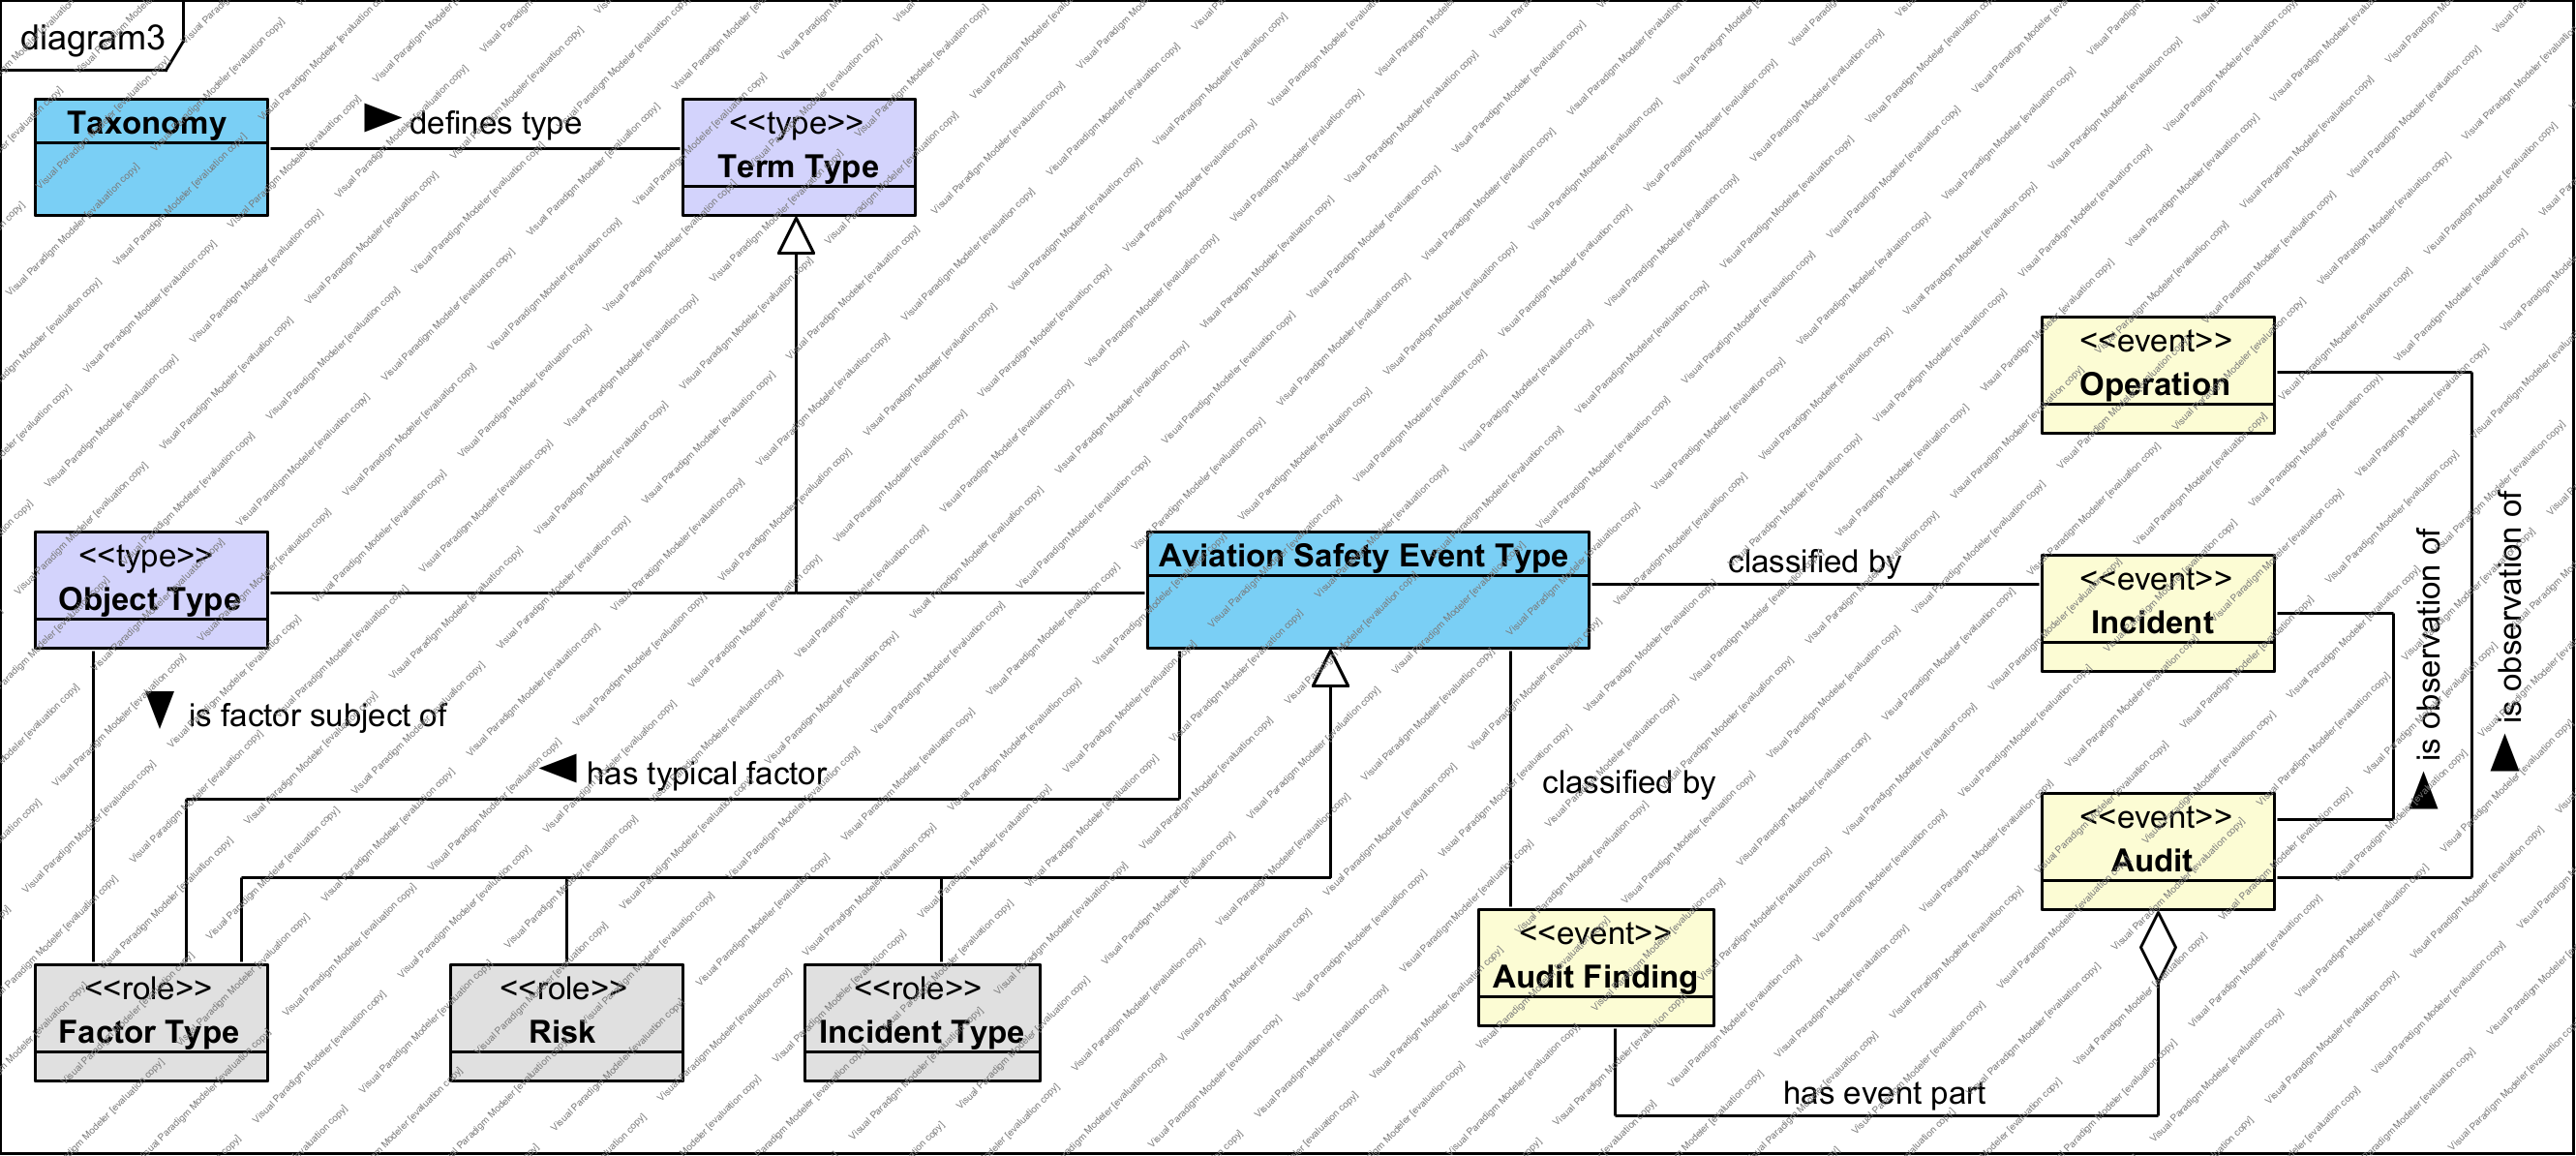 diagram3
Taxonomy
defines type
<<type>>
Term Type
<<event>>
Operation
<<type>>
Object Type
Aviation Safety Event Type
classified by
<<event>>
Incident
is observation of
is observation of
is factor subject of
has typical factor
classified by
<<event>>
Audit
<<role>>
Factor Type
<<role>>
Risk
<<role>>
Incident Type
<<event>>
Audit Finding
has event part
Visual Paradigm Modeler [evaluation copy]